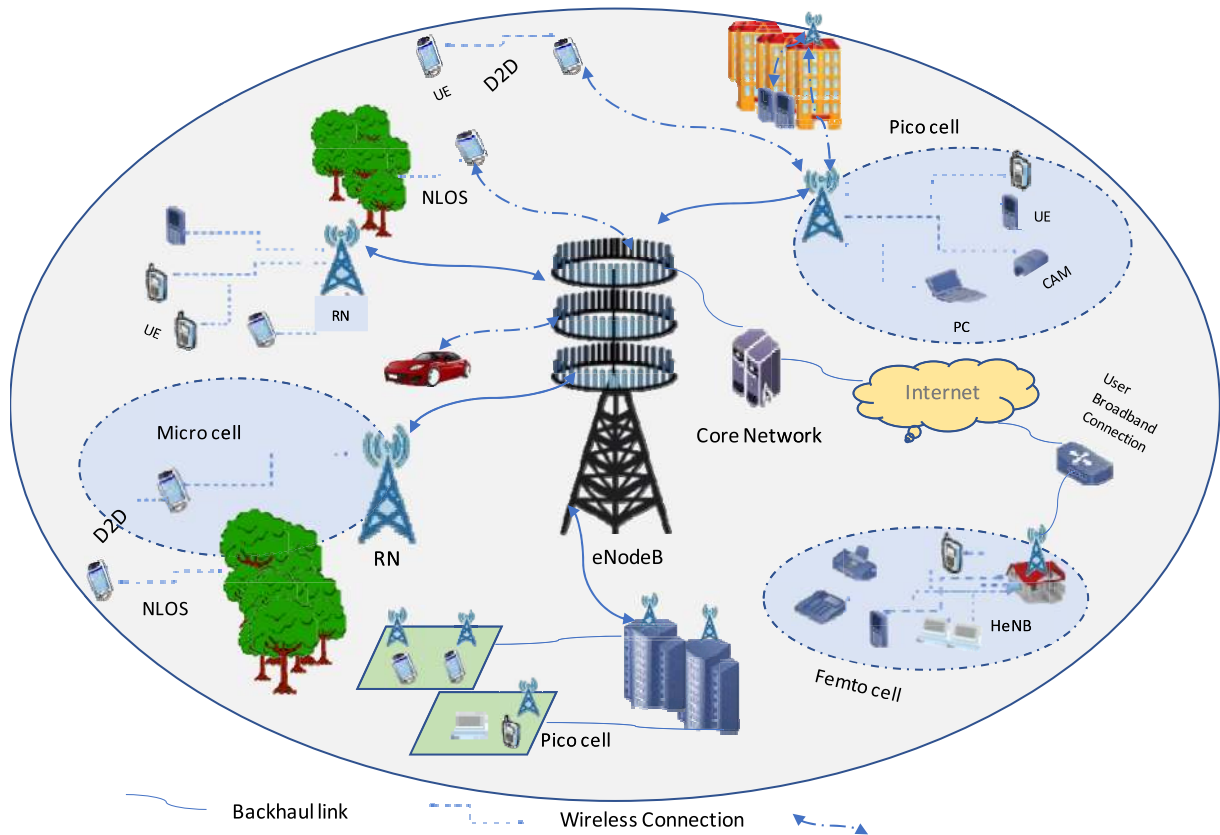 D2D
UE
Pico cell
NLOS
UE
CAM
PC
RN
UE
Internet
User
Broadband
Connection
Core Network
Micro cell
D2D
RN
eNodeB
NLOS
HeNB
Femto cell
Pico cell
Backhaul link
Wireless Connection